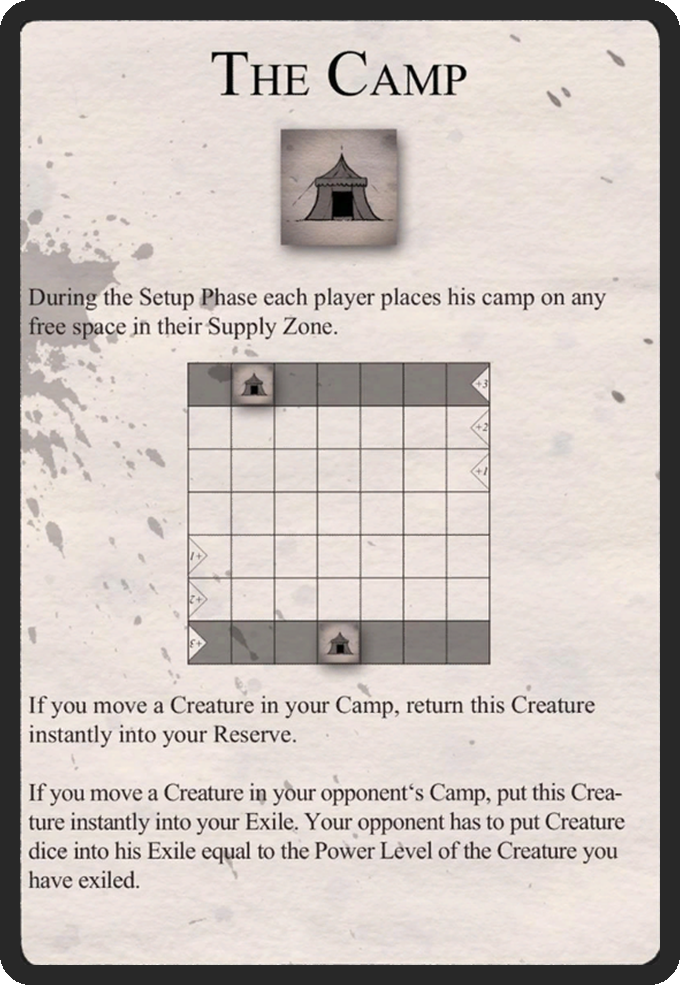 THE CAMP
During the Setup Phase each player places his camp on any
free space in their Supply Zone.
+3
+2
+1
+1
+2
+3
If you move a Creature in your Camp, return this Creature
instantly into your Reserve.
If you move a Creature in your opponent‘s Camp, put this Crea-
ture instantly into your Exile. Your opponent has to put Creature
dice into his Exile equal to the Power Level of the Creature you
have exiled.